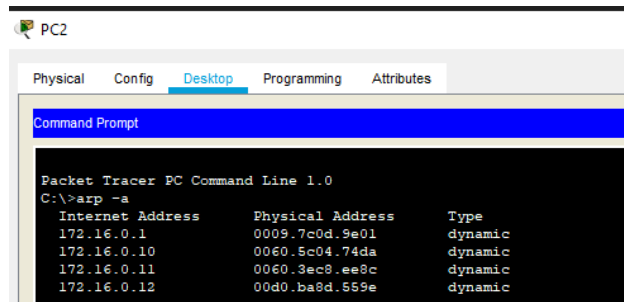 PC2
Physical Config Desktop Programming Attributes
Command Prompt
Packet Tracer PC Command Line 1.0
C:\>arp -a
Internet Address Physical Address Type
172.16.0.1 0009.7c0d.9e01 dynamic
172.16.0.10 0060.5c04.74da dynamic
172.16.0.11 0060.3ec8.ee8c dynamic
172.16.0.12 00d0.ba8d.559e dynamic